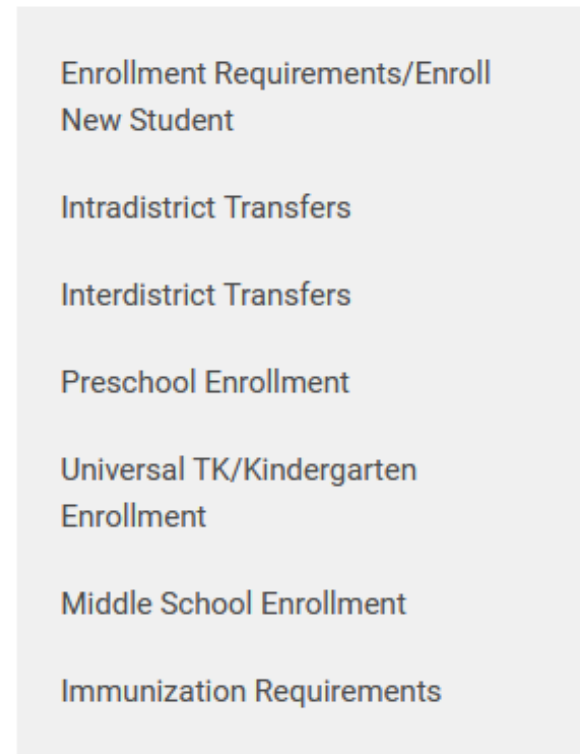 Enrollment Requirements/Enroll
New Student
Intradistrict Transfers
Interdistrict Transfers
Preschool Enrollment
Universal TK/Kindergarten
Enrollment
Middle School Enrollment
Immunization Requirements